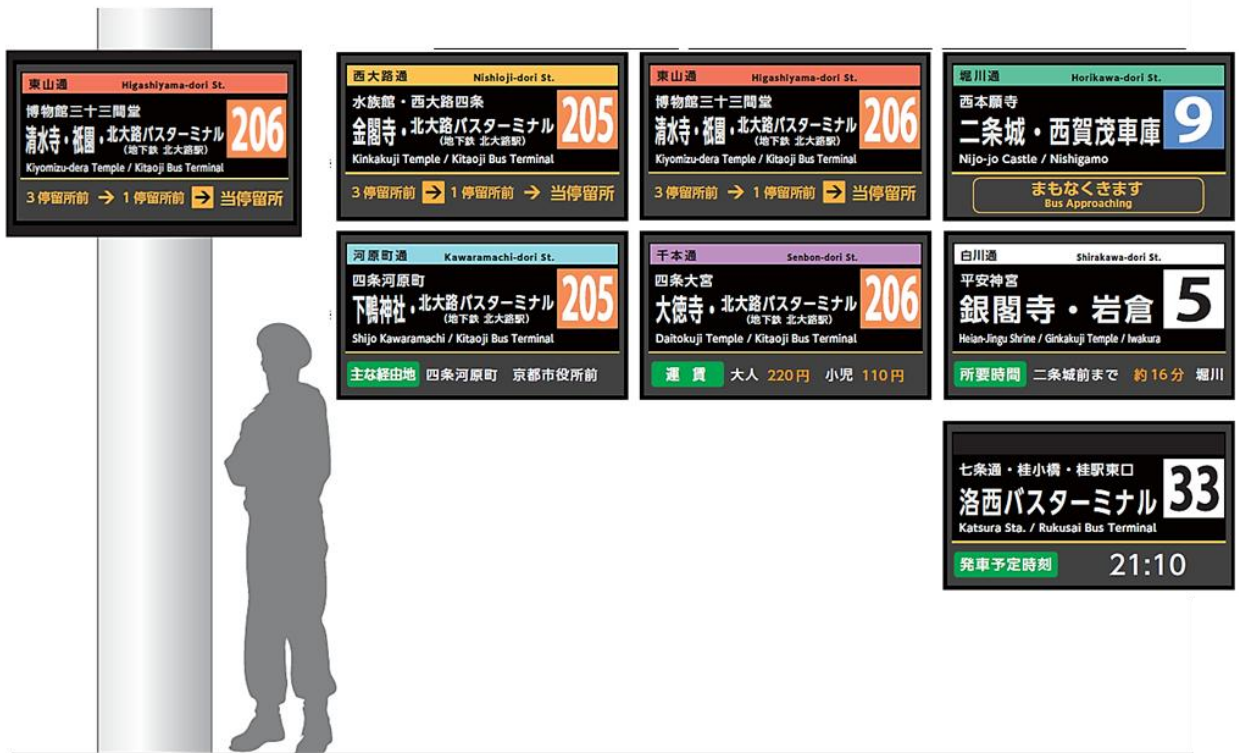 東山通 Higashiyama-dori St.
博物館三十三間堂
清水寺・祇園・北大路バスターミナル 206
(地下鉄 北大路駅)
Kiyomizu-dera Temple / Kitaoji Bus Terminal
3停留所前 → 1停留所前 → 当停留所
西大路通 Nishioji-dori St.
水族館・西大路四条
金閣寺・北大路バスターミナル 205
(地下鉄 北大路駅)
Kinkakuji Temple / Kitaoji Bus Terminal
3停留所前 → 1停留所前 → 当停留所
東山通 Higashiyama-dori St.
博物館三十三間堂
清水寺・祇園・北大路バスターミナル 206
(地下鉄 北大路駅)
Kiyomizu-dera Temple / Kitaoji Bus Terminal
3停留所前 → 1停留所前 → 当停留所
堀川通 Horikawa-dori St.
西本願寺
二条城・西賀茂車庫 9
Nijo-jo Castle / Nishigamo
まもなくきます
Bus Approaching
河原町通 Kawaramachi-dori St.
四条河原町
下鴨神社・北大路バスターミナル 205
(地下鉄 北大路駅)
Shijo Kawaramachi / Kitaoji Bus Terminal
主な経由地 四条河原町 京都市役所前
千本通 Senbon-dori St.
四条大宮
大徳寺・北大路バスターミナル 206
(地下鉄 北大路駅)
Daitokuji Temple / Kitaoji Bus Terminal
運賃 大人 220円 小児 110円
白川通 Shirakawa-dori St.
平安神宮
銀閣寺・岩倉 5
Heian-Jingu Shrine / Ginkakuji Temple / Iwakura
所要時間 二条城前まで 約16分 堀川
七条通・桂小橋・桂駅東口
洛西バスターミナル 33
Katsura Sta. / Rukusai Bus Terminal
発車予定時刻 21:10